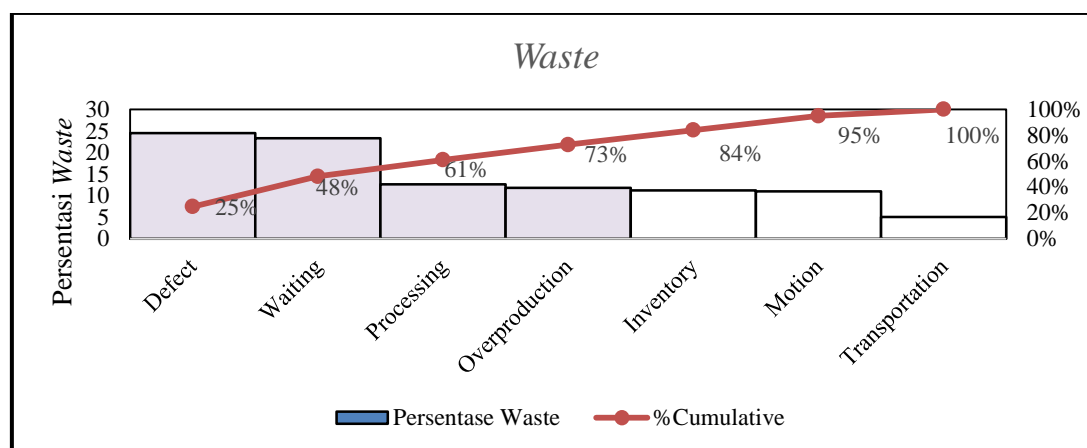 Waste
Persentasi Waste
30
25
20
15
10
5
0
100%
80%
60%
40%
20%
0%
25%
48%
61%
73%
84%
95%
100%
Defect
Waiting
Processing
Overproduction
Inventory
Motion
Transportation
Persentase Waste
%Cumulative